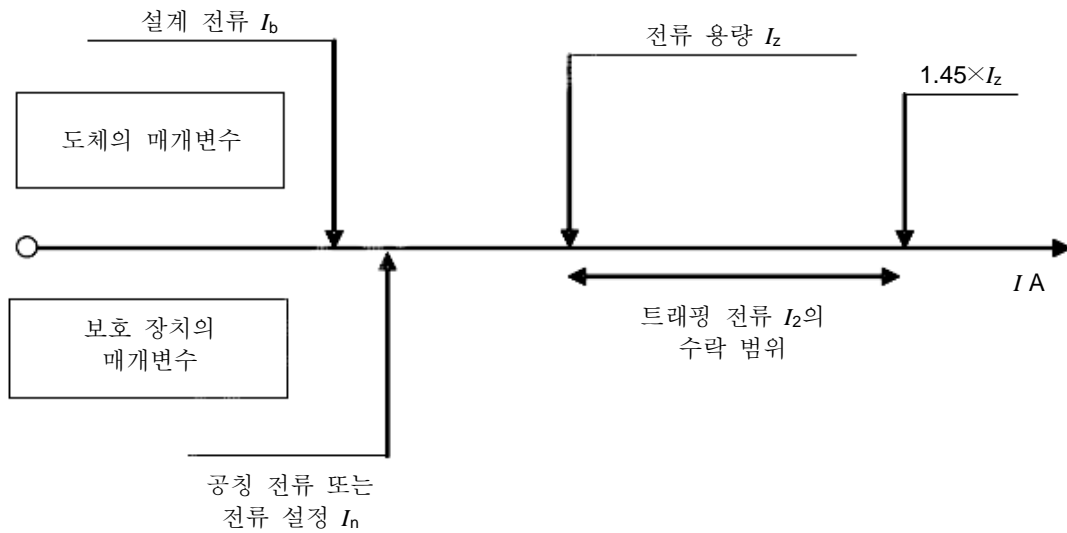 설계 전류 Ib
전류 용량 Iz
1.45×Iz
도체의 매개변수
I A
보호 장치의
매개변수
트래핑 전류 I2의
수락 범위
공칭 전류 또는
전류 설정 In